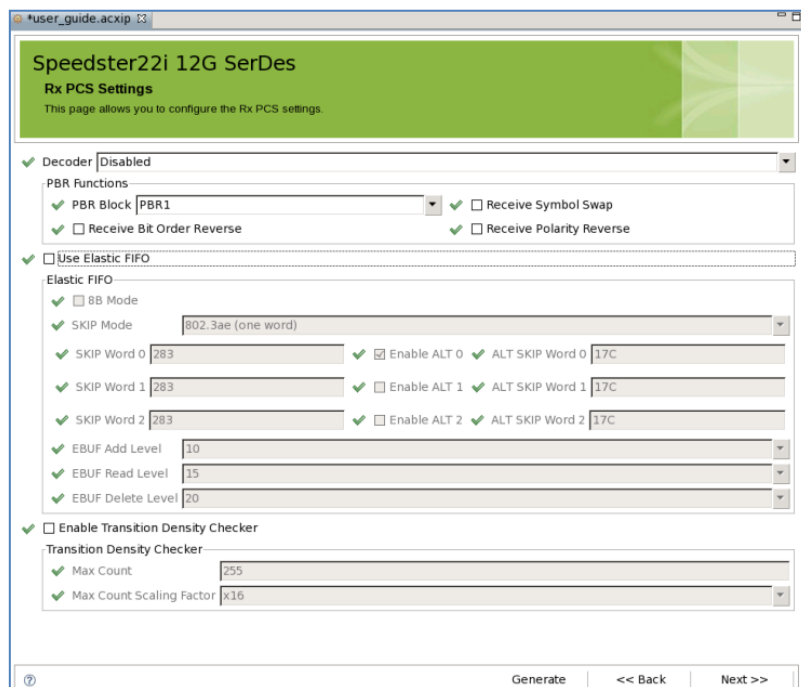 *user_guide.acxip
Speedster22i 12G SerDes
Rx PCS Settings
This page allows you to configure the Rx PCS settings.
Decoder Disabled
PBR Functions
PBR Block PBR1 Receive Symbol Swap
Receive Bit Order Reverse Receive Polarity Reverse
Use Elastic FIFO
Elastic FIFO
8B Mode
SKIP Mode 802.3ae (one word)
SKIP Word 0 283 Enable ALT 0 ALT SKIP Word 0 17C
SKIP Word 1 283 Enable ALT 1 ALT SKIP Word 1 17C
SKIP Word 2 283 Enable ALT 2 ALT SKIP Word 2 17C
EBUF Add Level 10
EBUF Read Level 15
EBUF Delete Level 20
Enable Transition Density Checker
Transition Density Checker
Max Count 255
Max Count Scaling Factor x16
? Generate << Back Next >>